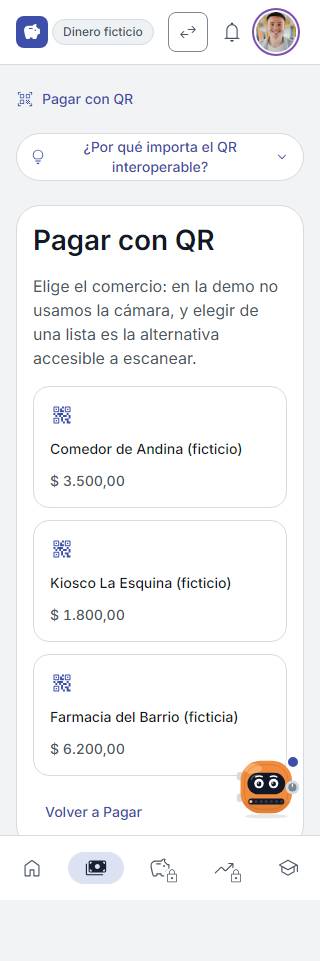 Dinero ficticio
Pagar con QR
¿Por qué importa el QR
interoperable?
Pagar con QR
Elige el comercio: en la demo no
usamos la cámara, y elegir de
una lista es la alternativa
accesible a escanear.
Comedor de Andina (ficticio)
$ 3.500,00
Kiosco La Esquina (ficticio)
$ 1.800,00
Farmacia del Barrio (ficticia)
$ 6.200,00
Volver a Pagar